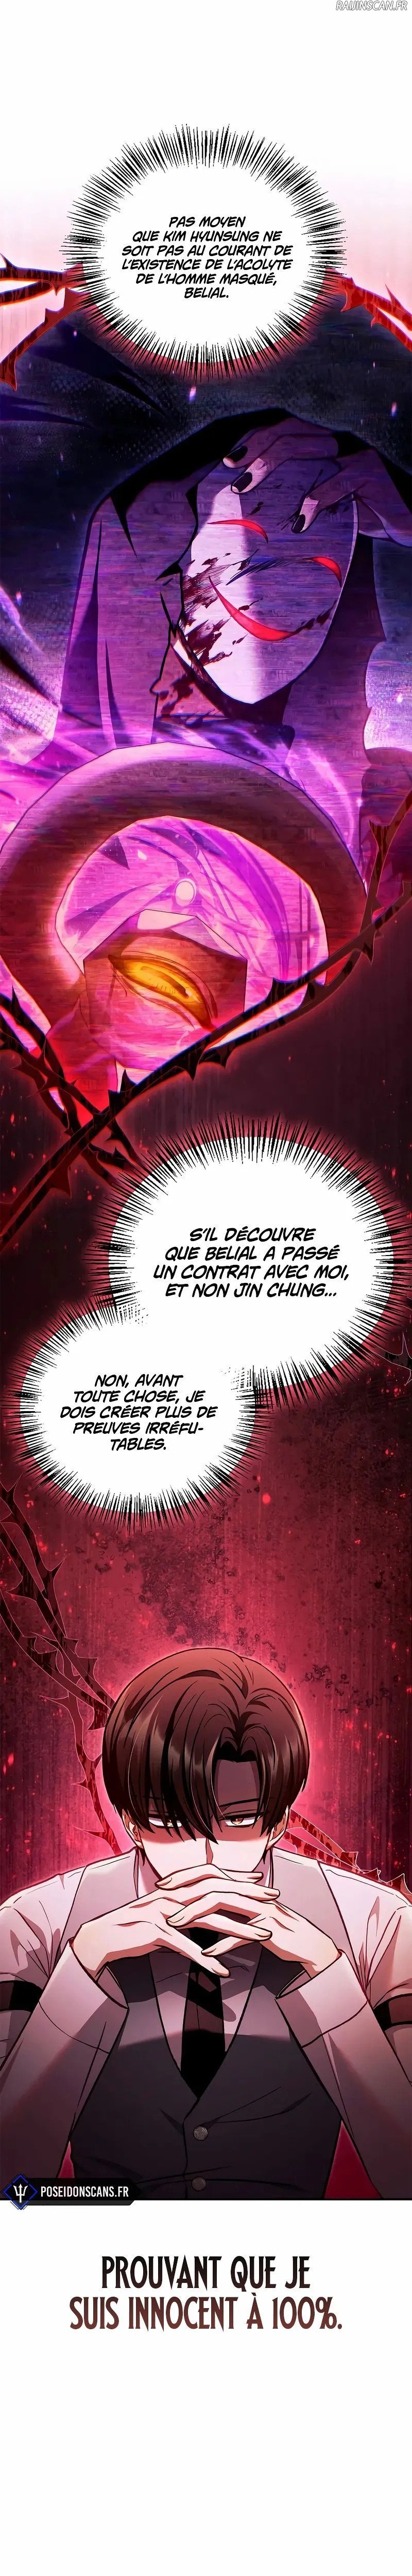 RAIJINSCAN.FR
PAS MOYEN
QUE KIM HYUNSUNG NE
SOIT PAS AU COURANT DE
L'EXISTENCE DE L'ACOLYTE
DE L'HOMME MASQUÉ,
BELIAL.
S'IL DÉCOUVRE
QUE BELIAL A PASSÉ
UN CONTRAT AVEC MOI,
ET NON JIN CHUNG...
NON, AVANT
TOUTE CHOSE, JE
DOIS CRÉER PLUS DE
PREUVES IRRÉFU-
TABLES.
POSEIDONSCANS.FR
PROUVANT QUE JE
SUIS INNOCENT À 100%.